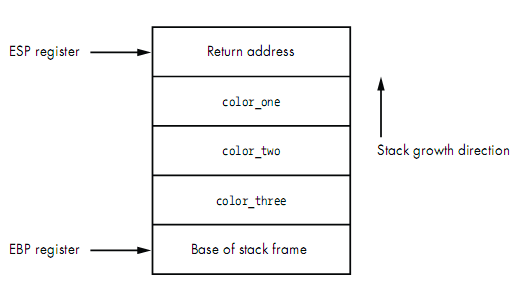 ESP register
Return address
color_one
color_two
Stack growth direction
color_three
EBP register
Base of stack frame